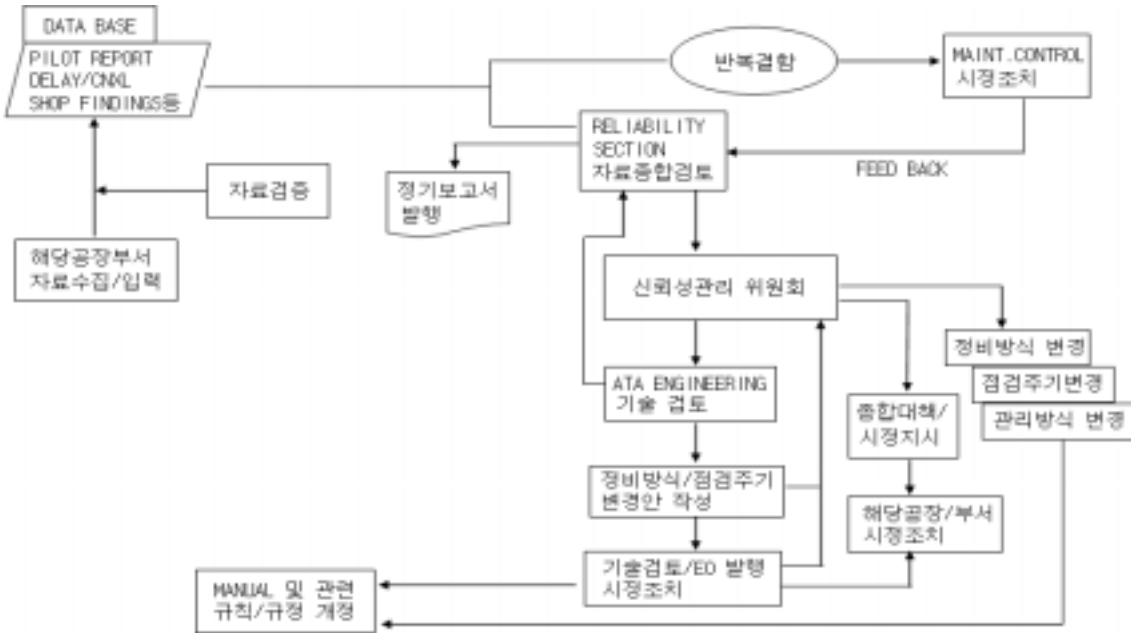 DATA BASE
PILOT REPORT
DELAY/CNXL
SHOP FINDINGS등
반복결함
MAINT.CONTROL
시정조치
RELIABILITY
SECTION
자료종합검토
FEED BACK
자료검증
정기보고서
발행
해당공장부서
자료수집/입력
신뢰성관리 위원회
정비방식 변경
점검주기변경
관리방식 변경
ATA ENGINEERING
기술 검토
종합대책/
시정지시
정비방식/점검주기
변경안 작성
해당공장/부서
시정조치
기술검토/EO 발행
시정조치
MANUAL 및 관련
규칙/규정 개정